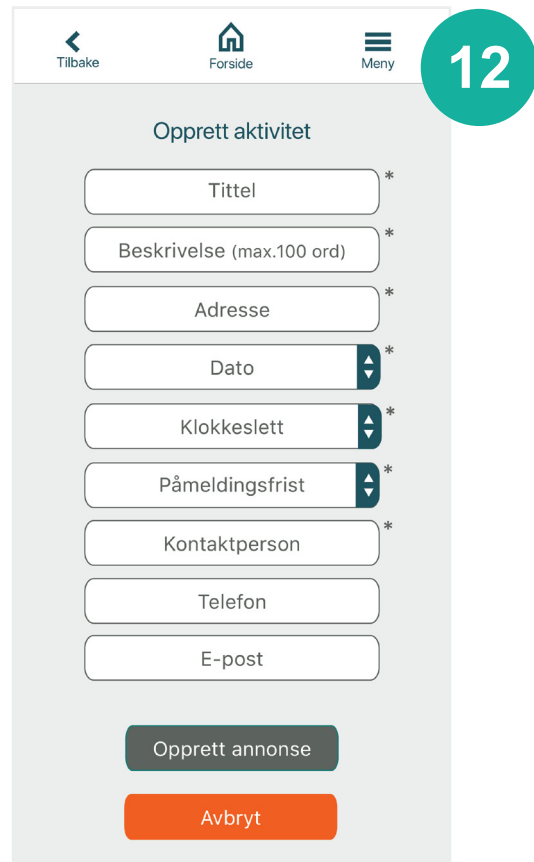 Tilbake Forside Meny
12
Opprett aktivitet
Tittel *
Beskrivelse (max.100 ord) *
Adresse *
Dato *
Klokkeslett *
Påmeldingsfrist *
Kontaktperson *
Telefon
E-post
Opprett annonse
Avbryt